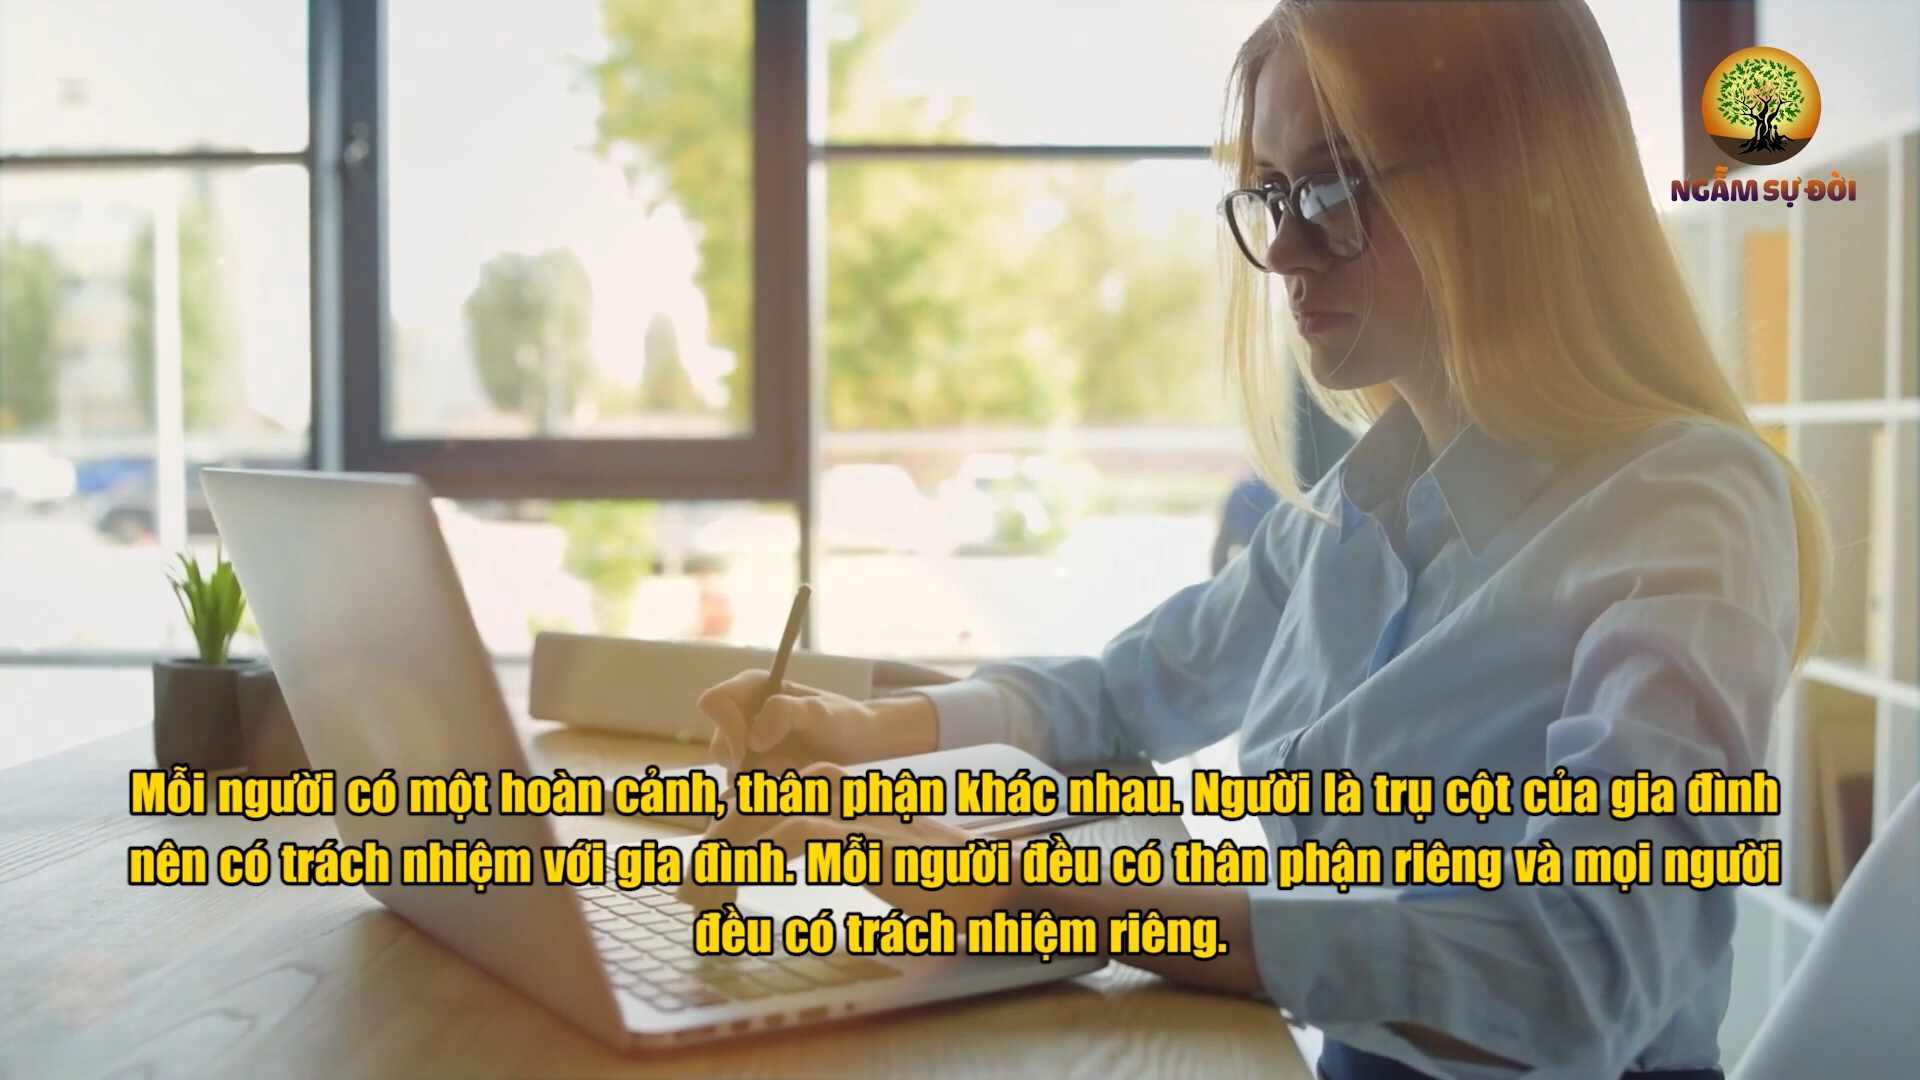 NGẪM SỰ ĐỜI
Mỗi người có một hoàn cảnh, thân phận khác nhau. Người là trụ cột của gia đình
nên có trách nhiệm với gia đình. Mỗi người đều có thân phận riêng và mọi người
đều có trách nhiệm riêng.